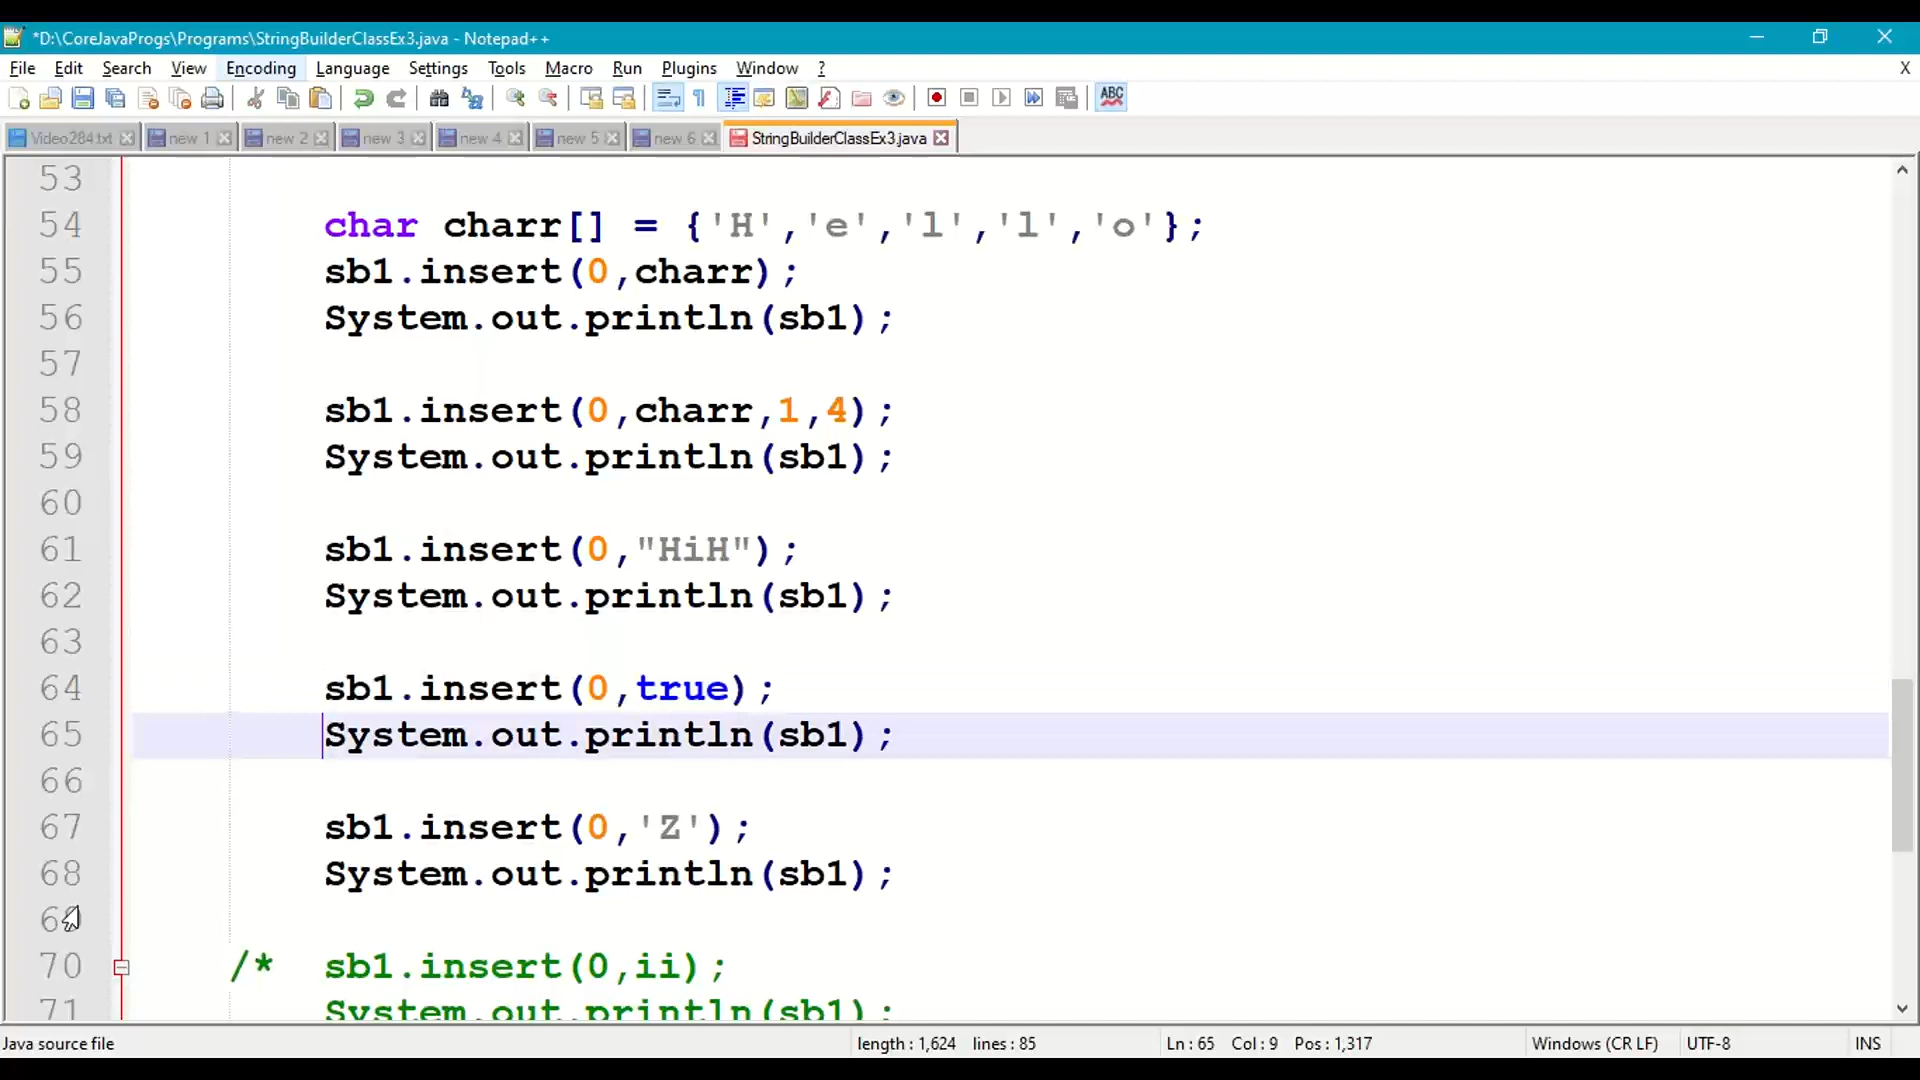 *D:\CoreJavaProgs\Programs\StringBuilderClassEx3.java - Notepad++
File Edit Search View Encoding Language Settings Tools Macro Run Plugins Window ? X
Video284.txt new 1 new 2 new 3 new 4 new 5 new 6 StringBuilderClassEx3.java
53
54 char charr[] = {'H','e','l','l','o'};
55 sb1.insert(0,charr);
56 System.out.println(sb1);
57
58 sb1.insert(0,charr,1,4);
59 System.out.println(sb1);
60
61 sb1.insert(0,"HiH");
62 System.out.println(sb1);
63
64 sb1.insert(0,true);
65 System.out.println(sb1);
66
67 sb1.insert(0,'Z');
68 System.out.println(sb1);
69
70 /* sb1.insert(0,ii);
71 System.out.println(sb1);
Java source file length : 1,624 lines : 85 Ln : 65 Col : 9 Pos : 1,317 Windows (CR LF) UTF-8 INS